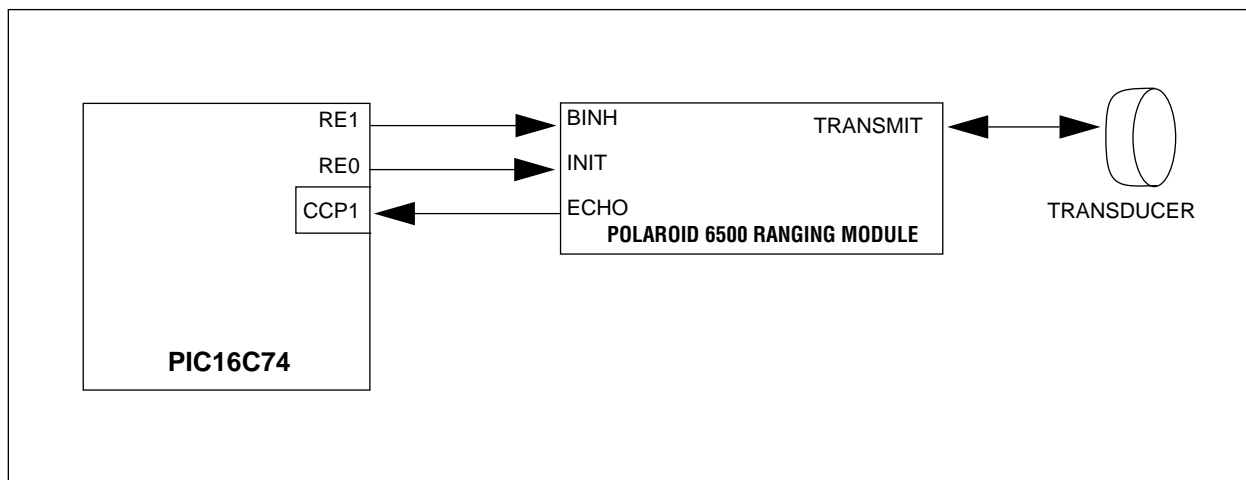 RE1
RE0
CCP1
PIC16C74
BINH
INIT
ECHO
TRANSMIT
POLAROID 6500 RANGING MODULE
TRANSDUCER